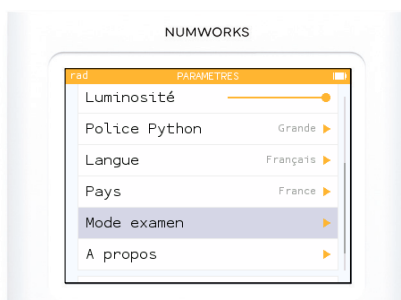 NUMWORKS
rad PARAMETRES
Luminosité
Police Python Grande
Langue Français
Pays France
Mode examen
A propos